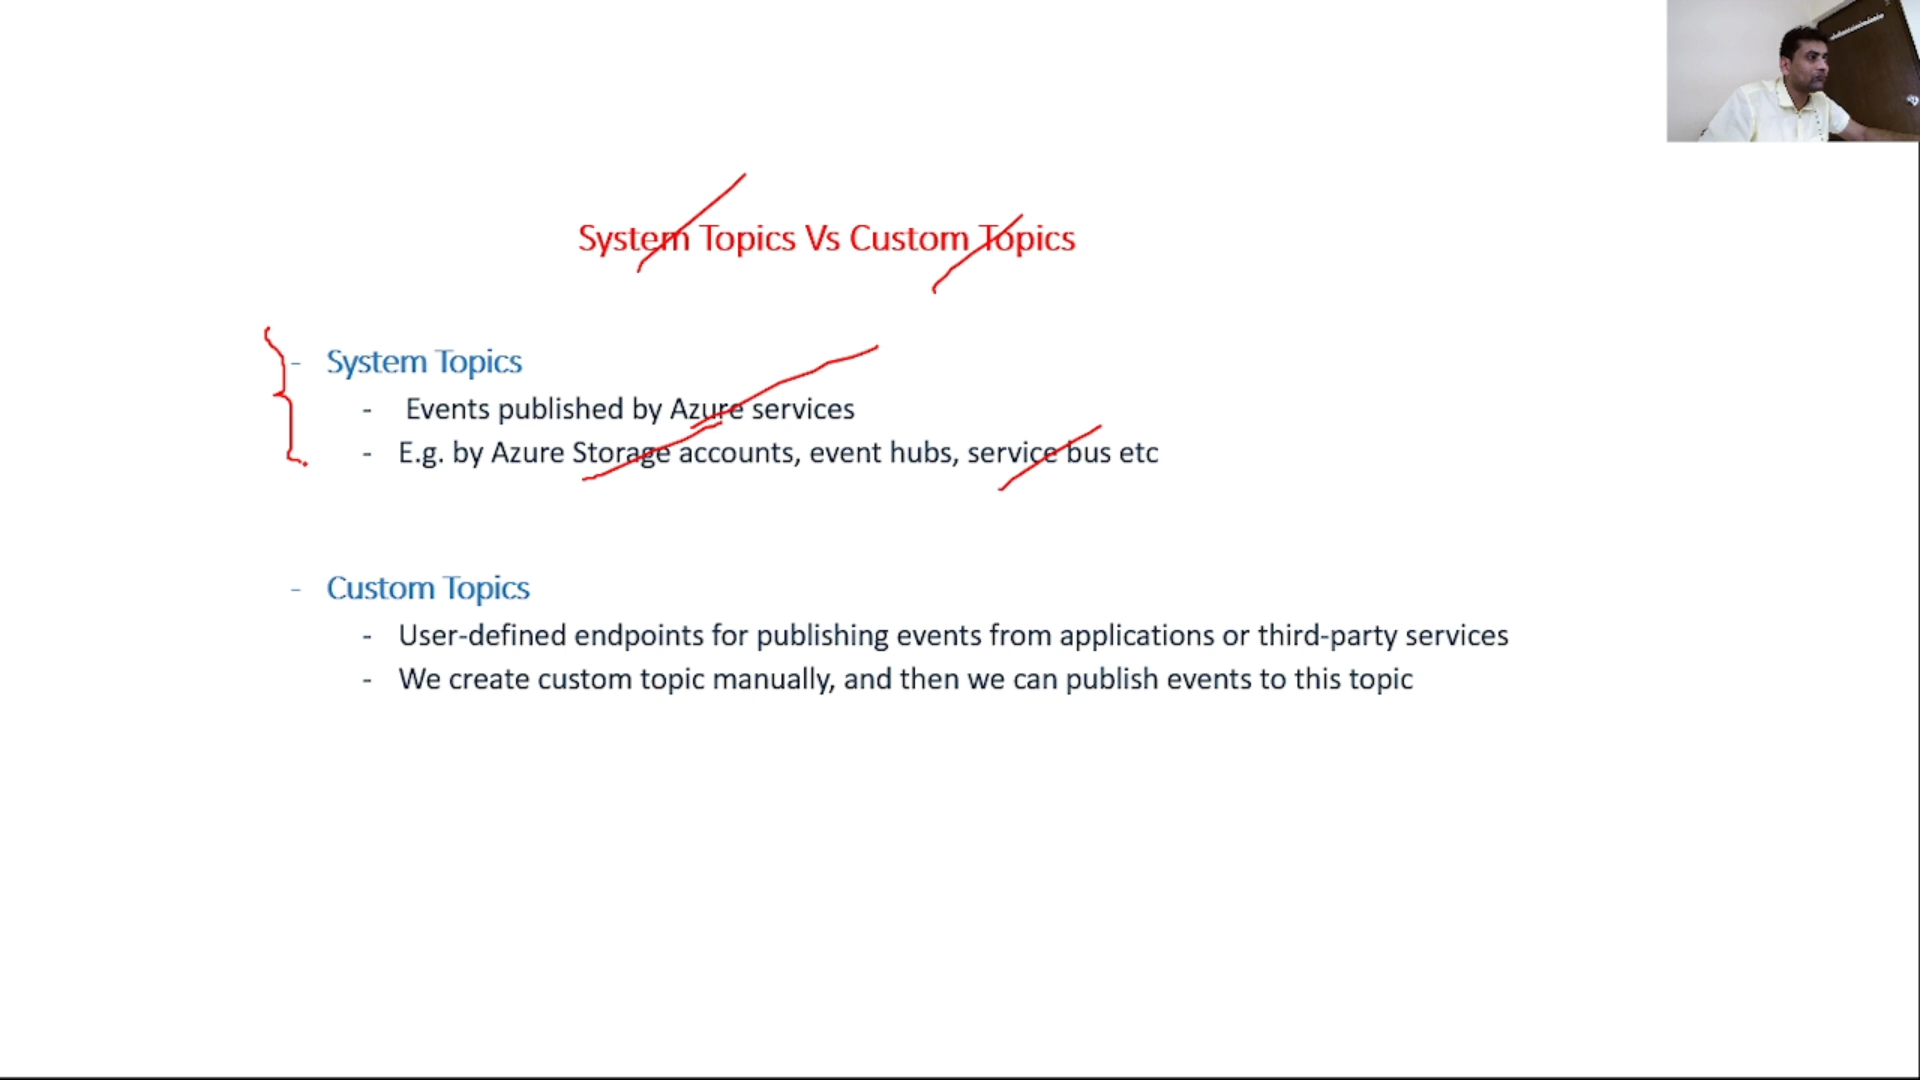 System Topics Vs Custom Topics
- System Topics
- Events published by Azure services
- E.g. by Azure Storage accounts, event hubs, service bus etc
- Custom Topics
- User-defined endpoints for publishing events from applications or third-party services
- We create custom topic manually, and then we can publish events to this topic